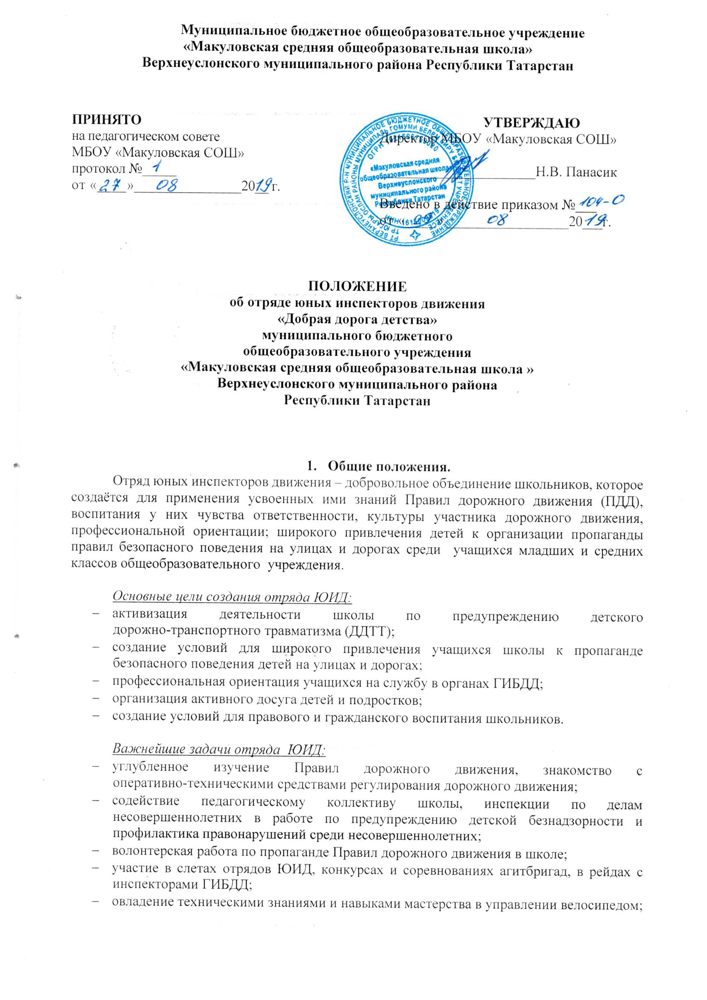 Муниципальное бюджетное общеобразовательное учреждение
«Макуловская средняя общеобразовательная школа»
Верхнеуслонского муниципального района Республики Татарстан
ПРИНЯТО
на педагогическом совете
МБОУ «Макуловская СОШ»
протокол № 1
от «27» 08 2019 г.
УТВЕРЖДАЮ
Директор МБОУ «Макуловская СОШ»
Н.В. Панасик
Введено в действие приказом № 104-О
от «29» 08 2019 г.
«Макуловская средняя
общеобразовательная школа»
Верхнеуслонского
муниципального района
Республики Татарстан
ПОЛОЖЕНИЕ
об отряде юных инспекторов движения
«Добрая дорога детства»
муниципального бюджетного
общеобразовательного учреждения
«Макуловская средняя общеобразовательная школа »
Верхнеуслонского муниципального района
Республики Татарстан
1. Общие положения.
Отряд юных инспекторов движения – добровольное объединение школьников, которое
создаётся для применения усвоенных ими знаний Правил дорожного движения (ПДД),
воспитания у них чувства ответственности, культуры участника дорожного движения,
профессиональной ориентации; широкого привлечения детей к организации пропаганды
правил безопасного поведения на улицах и дорогах среди учащихся младших и средних
классов общеобразовательного учреждения.
Основные цели создания отряда ЮИД:
– активизация деятельности школы по предупреждению детского
дорожно-транспортного травматизма (ДДТТ);
– создание условий для широкого привлечения учащихся школы к пропаганде
безопасного поведения детей на улицах и дорогах;
– профессиональная ориентация учащихся на службу в органах ГИБДД;
– организация активного досуга детей и подростков;
– создание условий для правового и гражданского воспитания школьников.
Важнейшие задачи отряда ЮИД:
– углубленное изучение Правил дорожного движения, знакомство с
оперативно-техническими средствами регулирования дорожного движения;
– содействие педагогическому коллективу школы, инспекции по делам
несовершеннолетних в работе по предупреждению детской безнадзорности и
профилактика правонарушений среди несовершеннолетних;
– волонтерская работа по пропаганде Правил дорожного движения в школе;
– участие в слетах отрядов ЮИД, конкурсах и соревнованиях агитбригад, в рейдах с
инспекторами ГИБДД;
– овладение техническими знаниями и навыками мастерства в управлении велосипедом;